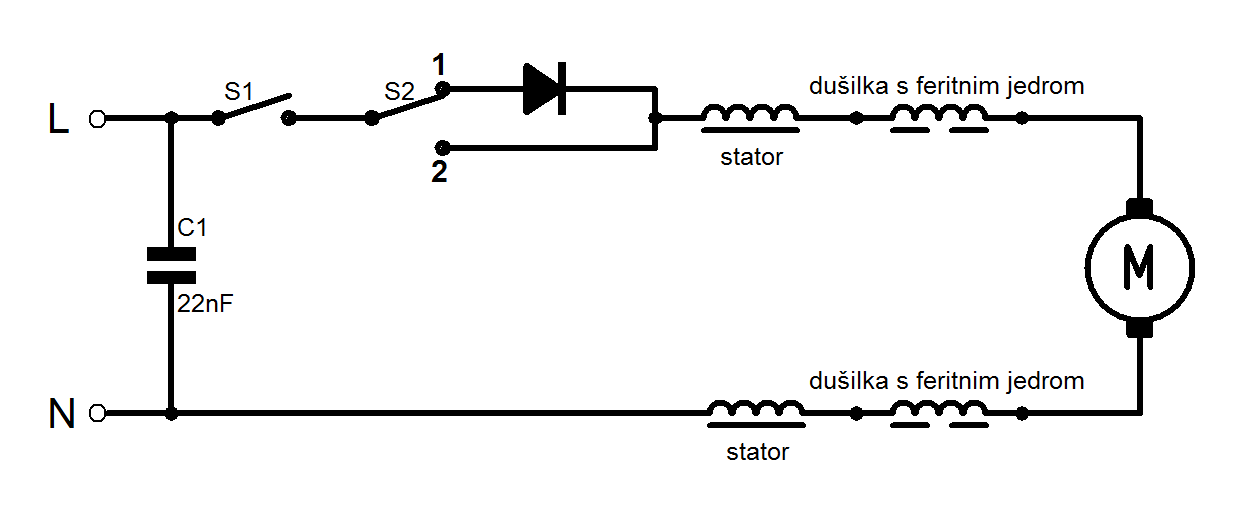 1
dušilka s feritnim jedrom
S1
S2
L
stator
2
C1
M
22nF
dušilka s feritnim jedrom
N
stator